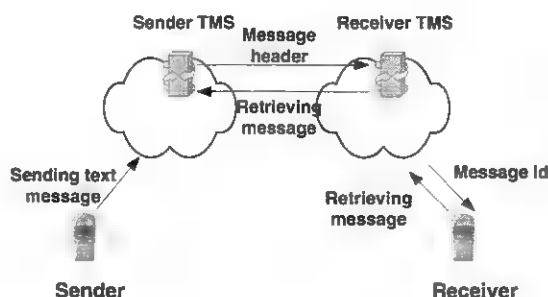 Sender TMS
Receiver TMS
Message
header
Retrieving
message
Sending text
message
Message Id
Retrieving
message
Sender
Receiver